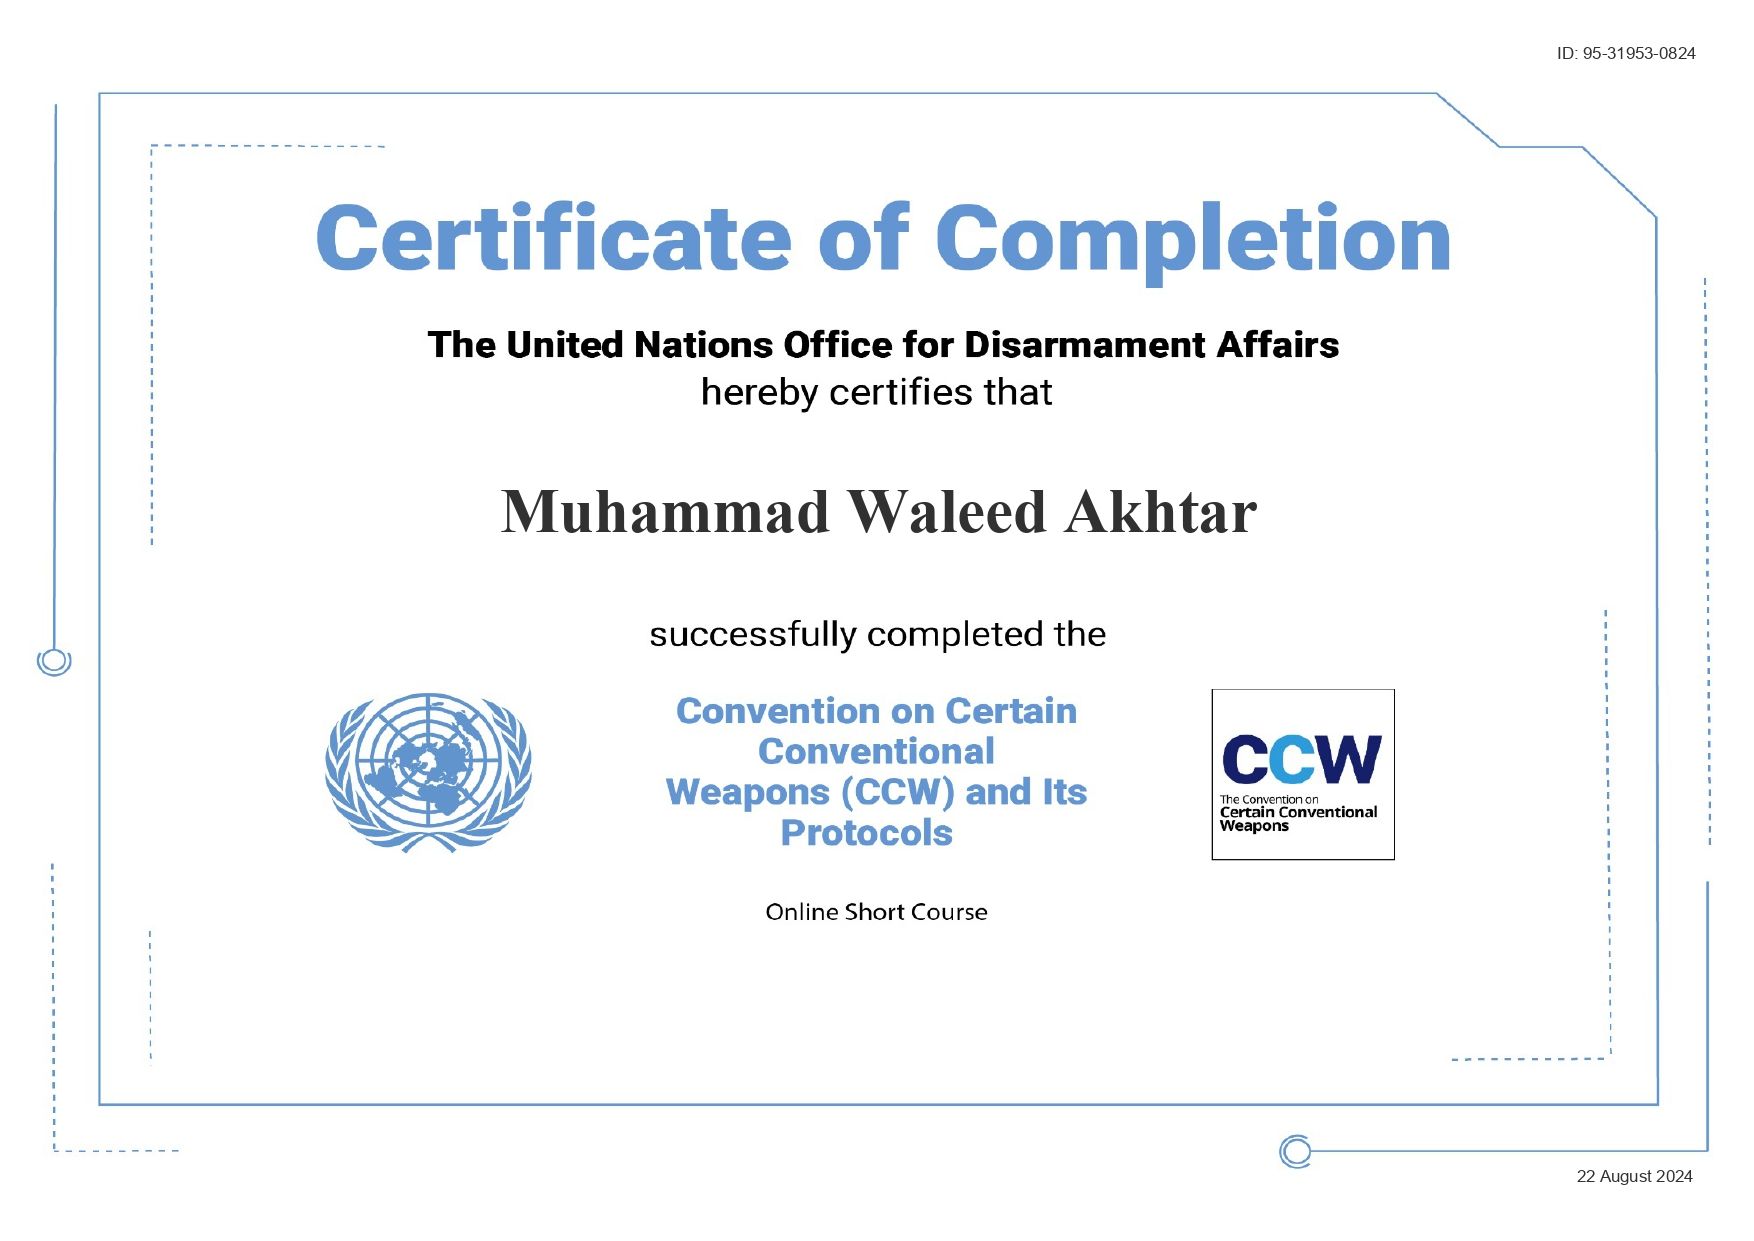 ID: 95-31953-0824
Certificate of Completion
The United Nations Office for Disarmament Affairs
hereby certifies that
Muhammad Waleed Akhtar
successfully completed the
Convention on Certain
Conventional
Weapons (CCW) and Its
Protocols
CCW
The Convention on
Certain Conventional
Weapons
Online Short Course
22 August 2024